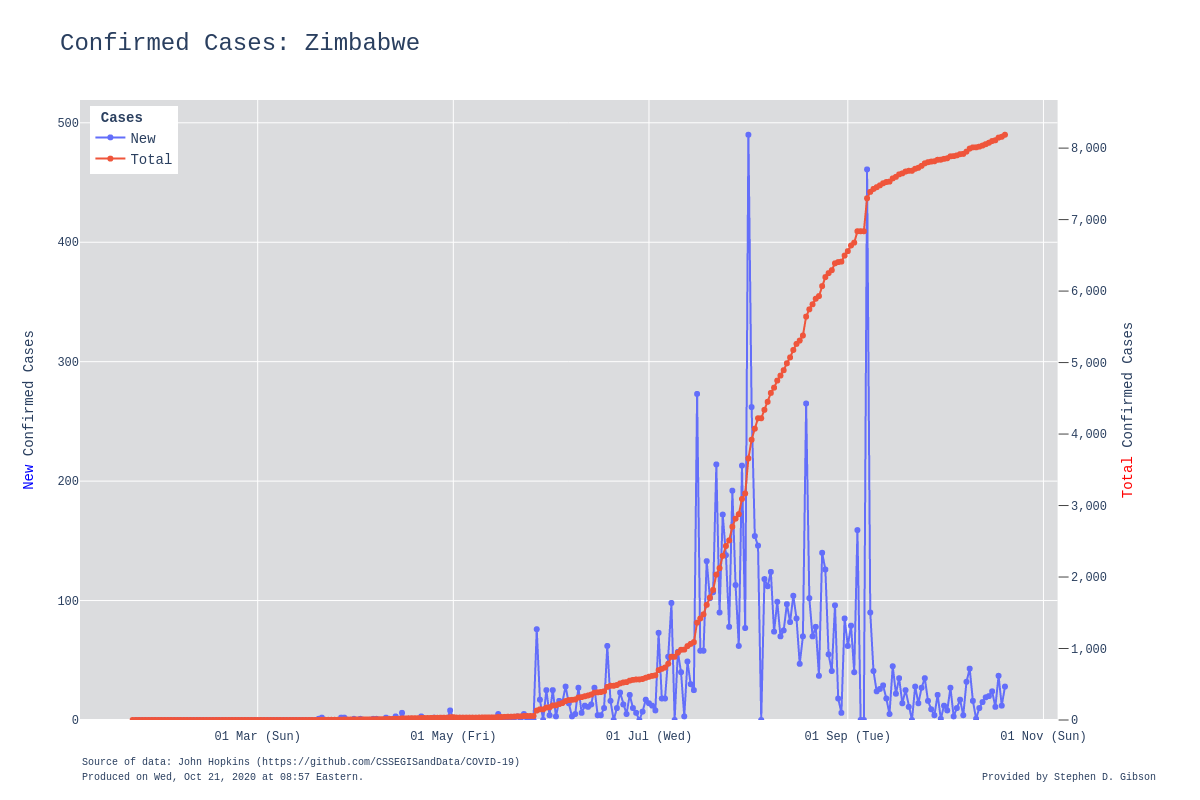 Confirmed Cases: Zimbabwe
Cases
New
Total
500
400
300
200
100
0
8,000
7,000
6,000
5,000
4,000
3,000
2,000
1,000
0
New Confirmed Cases
Total Confirmed Cases
01 Mar (Sun)
01 May (Fri)
01 Jul (Wed)
01 Sep (Tue)
01 Nov (Sun)
Source of data: John Hopkins (https://github.com/CSSEGISandData/COVID-19)
Produced on Wed, Oct 21, 2020 at 08:57 Eastern.
Provided by Stephen D. Gibson